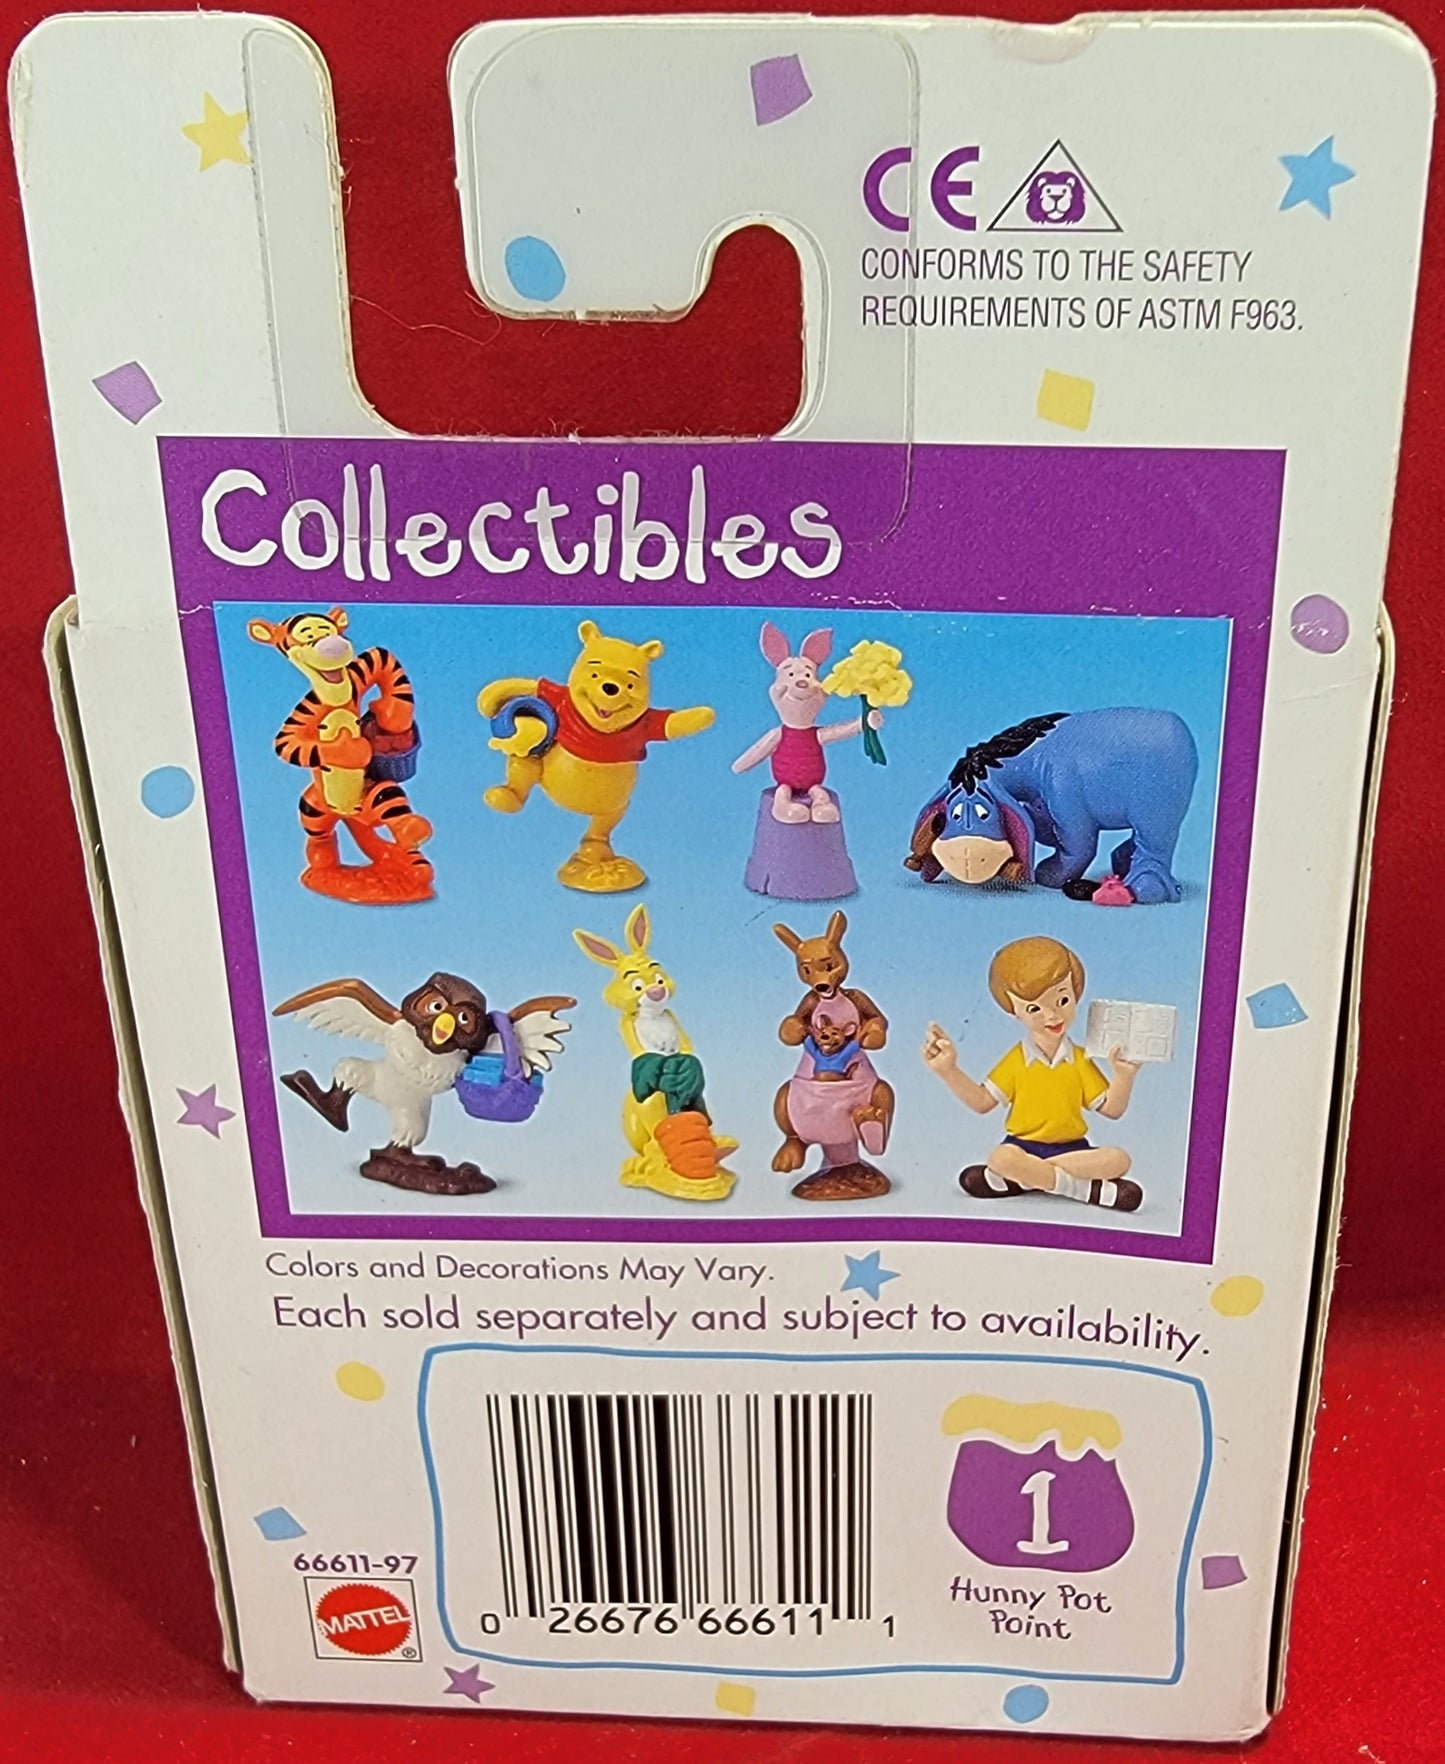 CE
CONFORMS TO THE SAFETY
REQUIREMENTS OF ASTM F963.
Collectibles
Colors and Decorations May Vary.
Each sold separately and subject to availability.
66611-97
MATTEL
®
0 26676 66611 1
1
Hunny Pot
Point